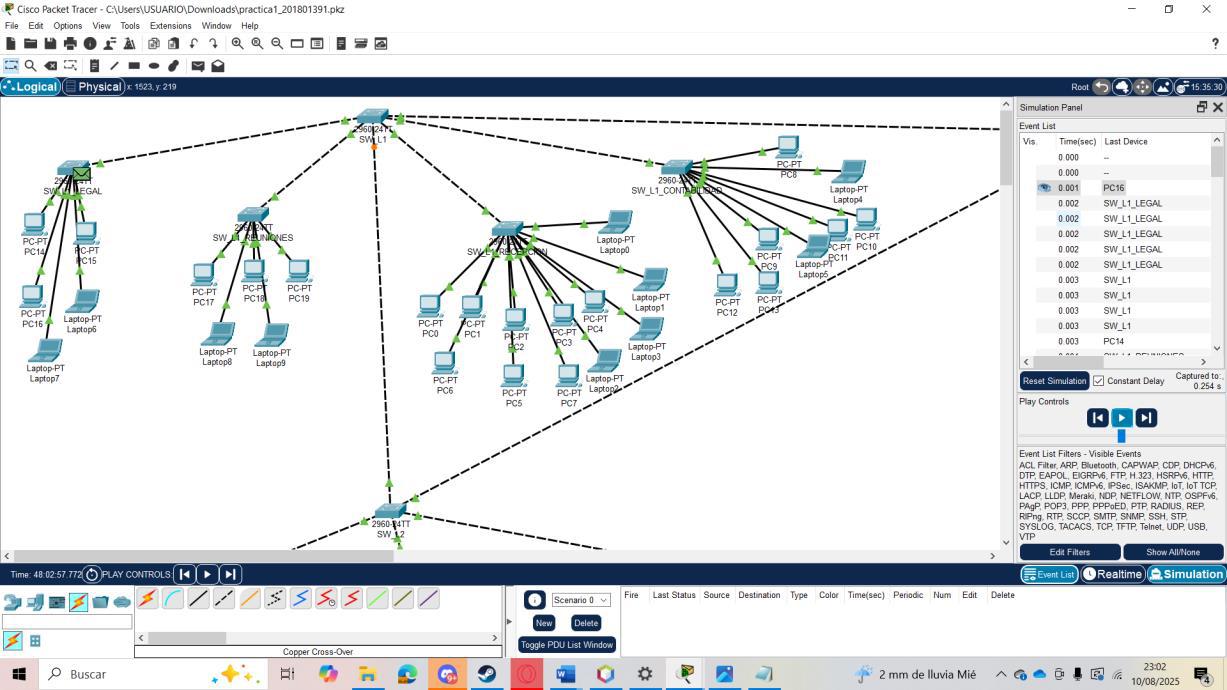 Cisco Packet Tracer - C:\Users\USUARIO\Downloads\practica1_201801391.pkz
File Edit Options View Tools Extensions Window Help
?
Logical Physical x: 1523, y: 219 Root 15:35:30
Simulation Panel
Event List
Vis. Time(sec) Last Device
0.000 --
0.000 --
0.001 PC16
0.002 SW_L1_LEGAL
0.002 SW_L1_LEGAL
0.002 SW_L1_LEGAL
0.002 SW_L1_LEGAL
0.002 SW_L1_LEGAL
0.003 SW_L1
0.003 SW_L1
0.003 SW_L1
0.003 SW_L1
0.003 PC14
Reset Simulation Constant Delay Captured to:
0.254 s
Play Controls
Event List Filters - Visible Events
ACL Filter, ARP, Bluetooth, CAPWAP, CDP, DHCPv6,
DTP, EAPOL, EIGRPv6, FTP, H.323, HSRPv6, HTTP,
HTTPS, ICMP, ICMPv6, IPSec, ISAKMP, IoT, IoT TCP,
LACP, LLDP, Meraki, NDP, NETFLOW, NTP, OSPFv6,
PAgP, POP3, PPP, PPPoED, PTP, RADIUS, REP,
RIPng, RTP, SCCP, SMTP, SNMP, SSH, STP,
SYSLOG, TACACS, TCP, TFTP, Telnet, UDP, USB,
VTP
Edit Filters Show All/None
2960-24TT
SW_L1
SW_L1_LEGAL
PC-PT
PC14
PC-PT
PC15
PC-PT
PC16
Laptop-PT
Laptop6
Laptop-PT
Laptop7
2960-24TT
SW_L1_REUNIONES
PC-PT
PC17
PC-PT
PC18
PC-PT
PC19
Laptop-PT
Laptop8
Laptop-PT
Laptop9
SW_L1_RECEPCION
Laptop-PT
Laptop0
Laptop-PT
Laptop1
PC-PT
PC0
PC-PT
PC1
PC-PT
PC2
PC-PT
PC3
PC-PT
PC4
Laptop-PT
Laptop3
Laptop-PT
Laptop2
PC-PT
PC6
PC-PT
PC5
PC-PT
PC7
2960-24TT
SW_L1_CONTABILIDAD
PC-PT
PC8
Laptop-PT
Laptop4
PC-PT
PC10
PC-PT
PC11
PC-PT
PC9
Laptop-PT
Laptop5
PC-PT
PC12
PC-PT
PC13
2960-24TT
SW_L2
Time: 48:02:57.772 PLAY CONTROLS: Event List Realtime Simulation
Scenario 0
New Delete
Toggle PDU List Window
Fire Last Status Source Destination Type Color Time(sec) Periodic Num Edit Delete
Copper Cross-Over
Buscar
2 mm de lluvia Mié
23:02
10/08/2025
4